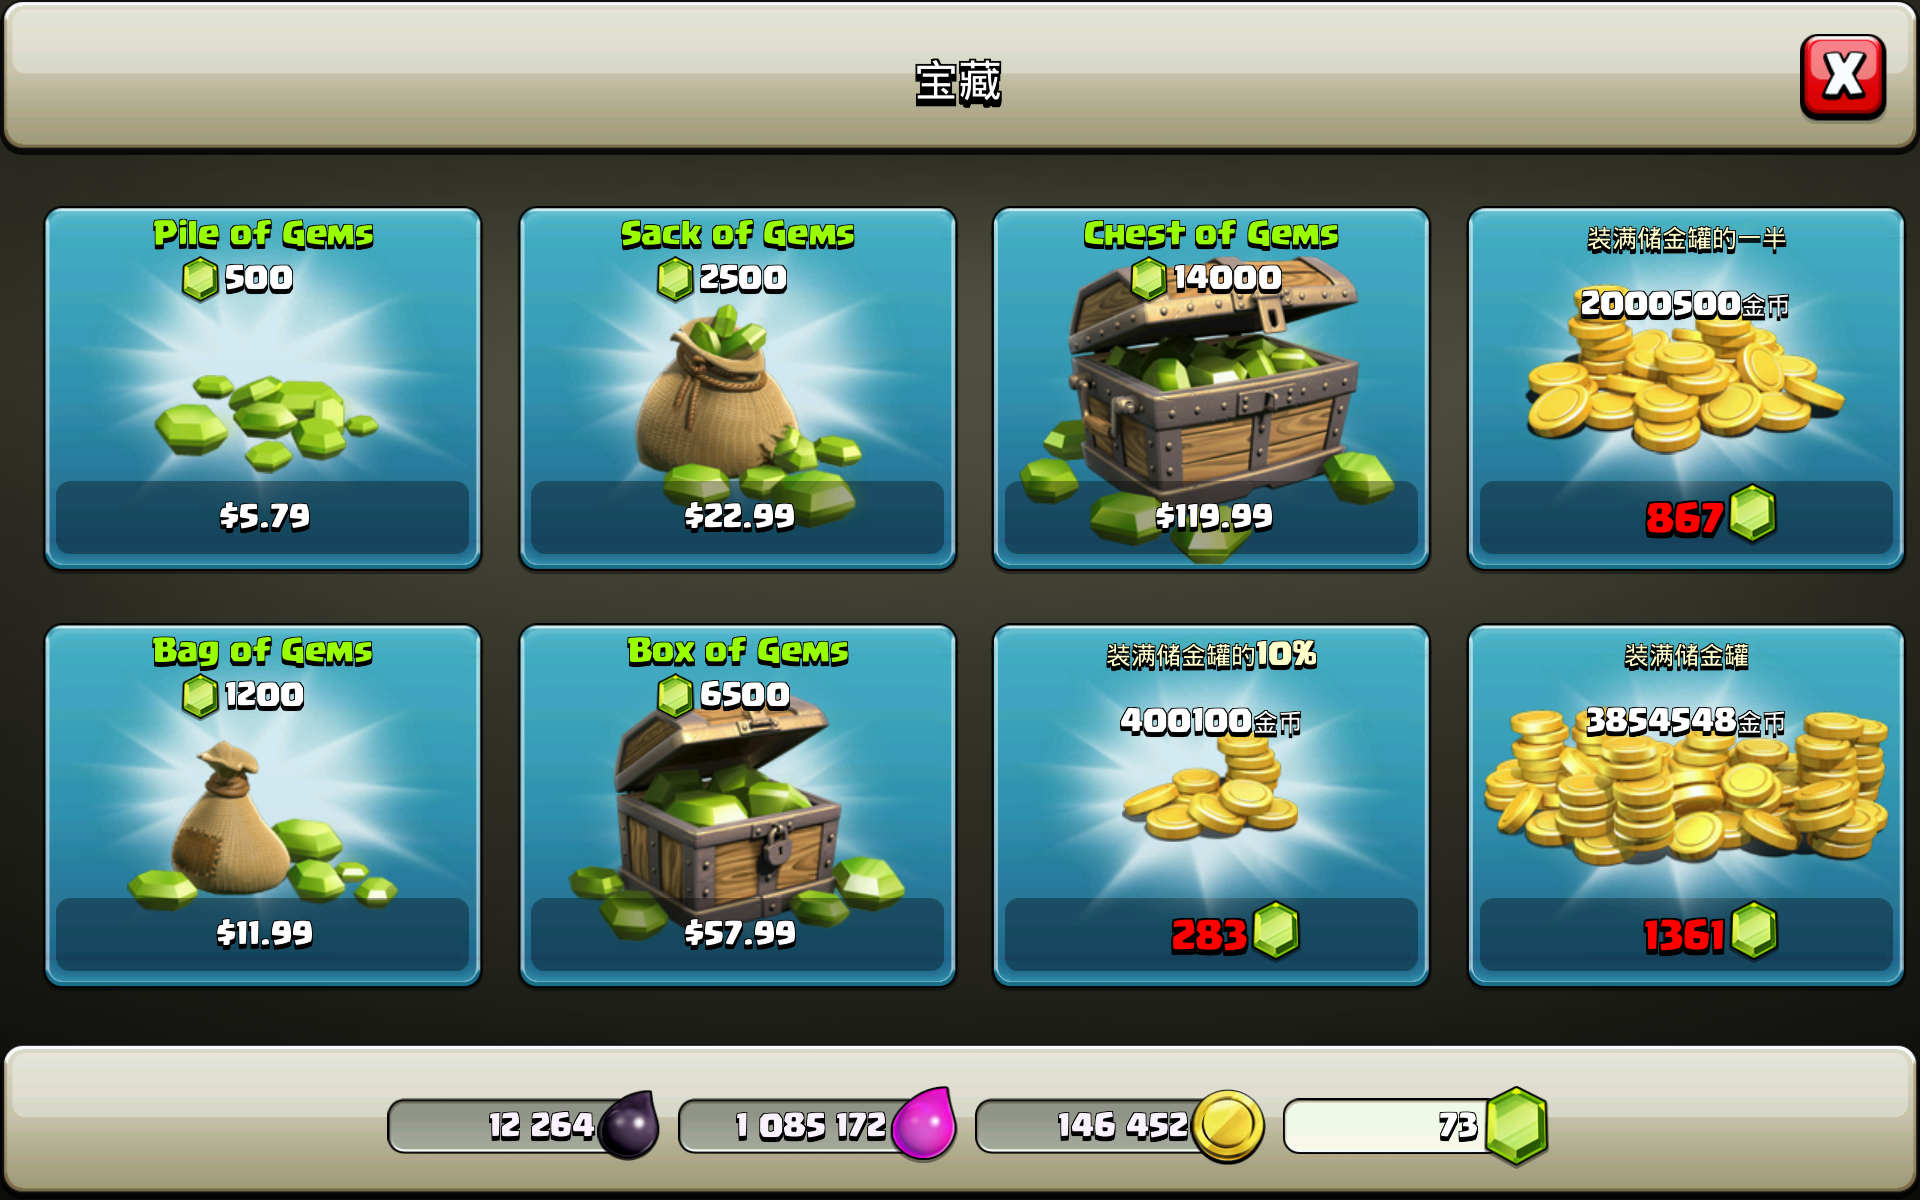 宝藏
X
Pile of Gems
500
$5.79
Sack of Gems
2500
$22.99
Chest of Gems
14000
$119.99
装满储金罐的一半
2000500金币
867
Bag of Gems
1200
$11.99
Box of Gems
6500
$57.99
装满储金罐的10%
400100金币
283
装满储金罐
3854548金币
1361
12 264
1 085 172
146 452
73